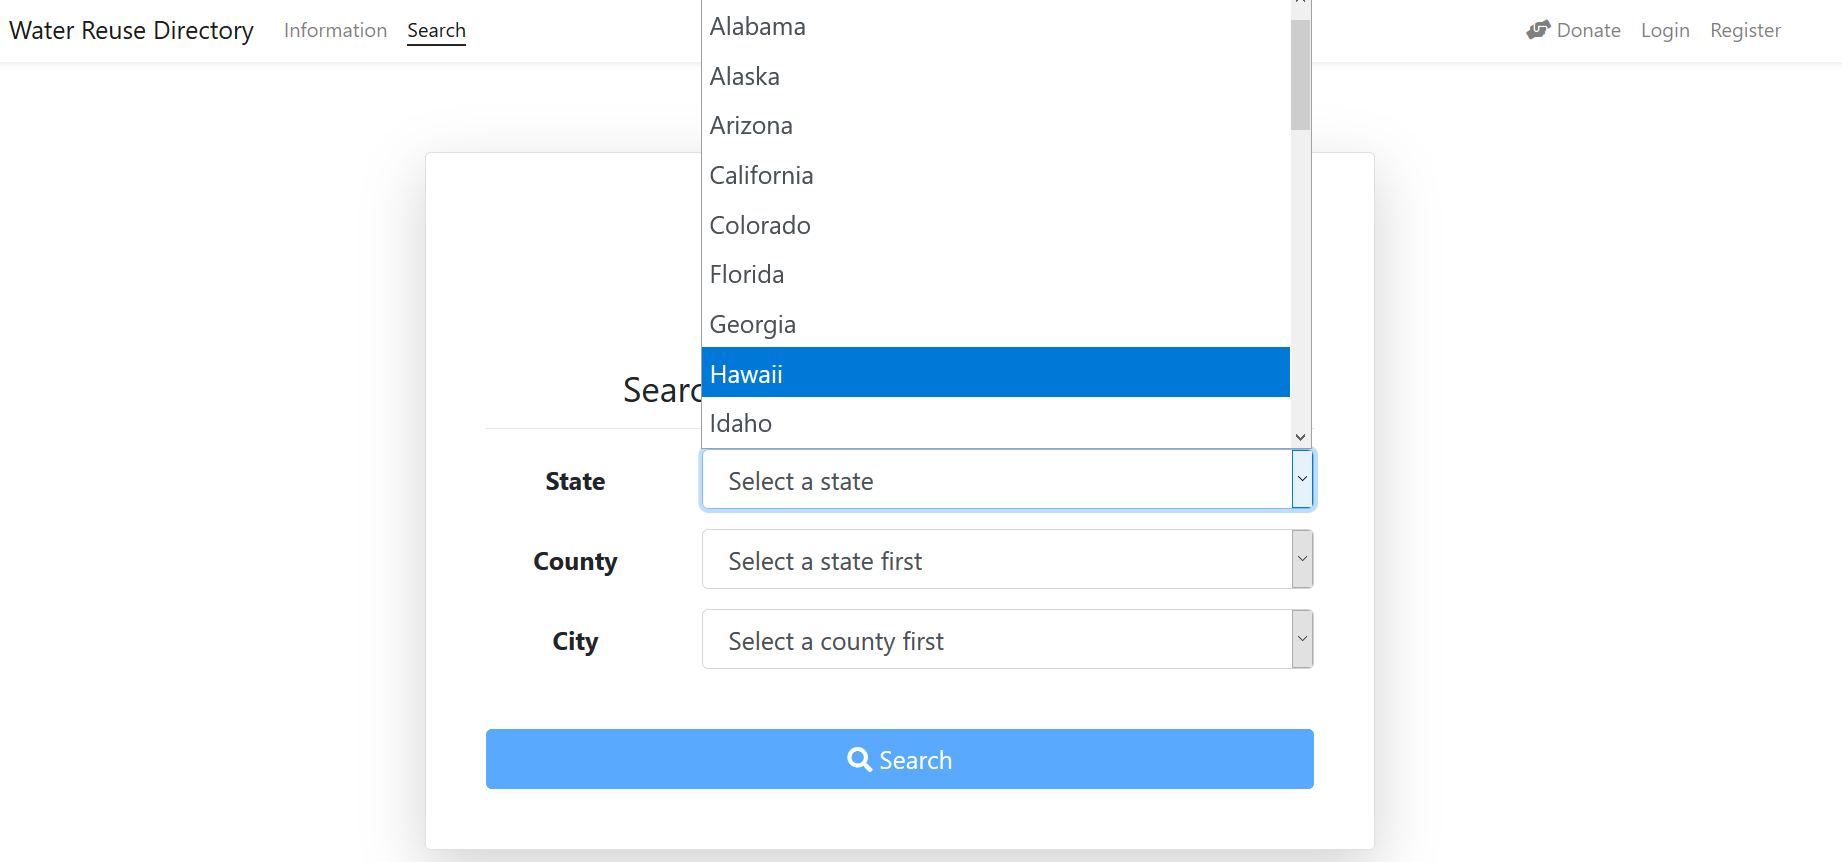 Water Reuse Directory Information Search Donate Login Register
Alabama
Alaska
Arizona
California
Colorado
Florida
Georgia
Hawaii
Idaho
State Select a state
County Select a state first
City Select a county first
Search